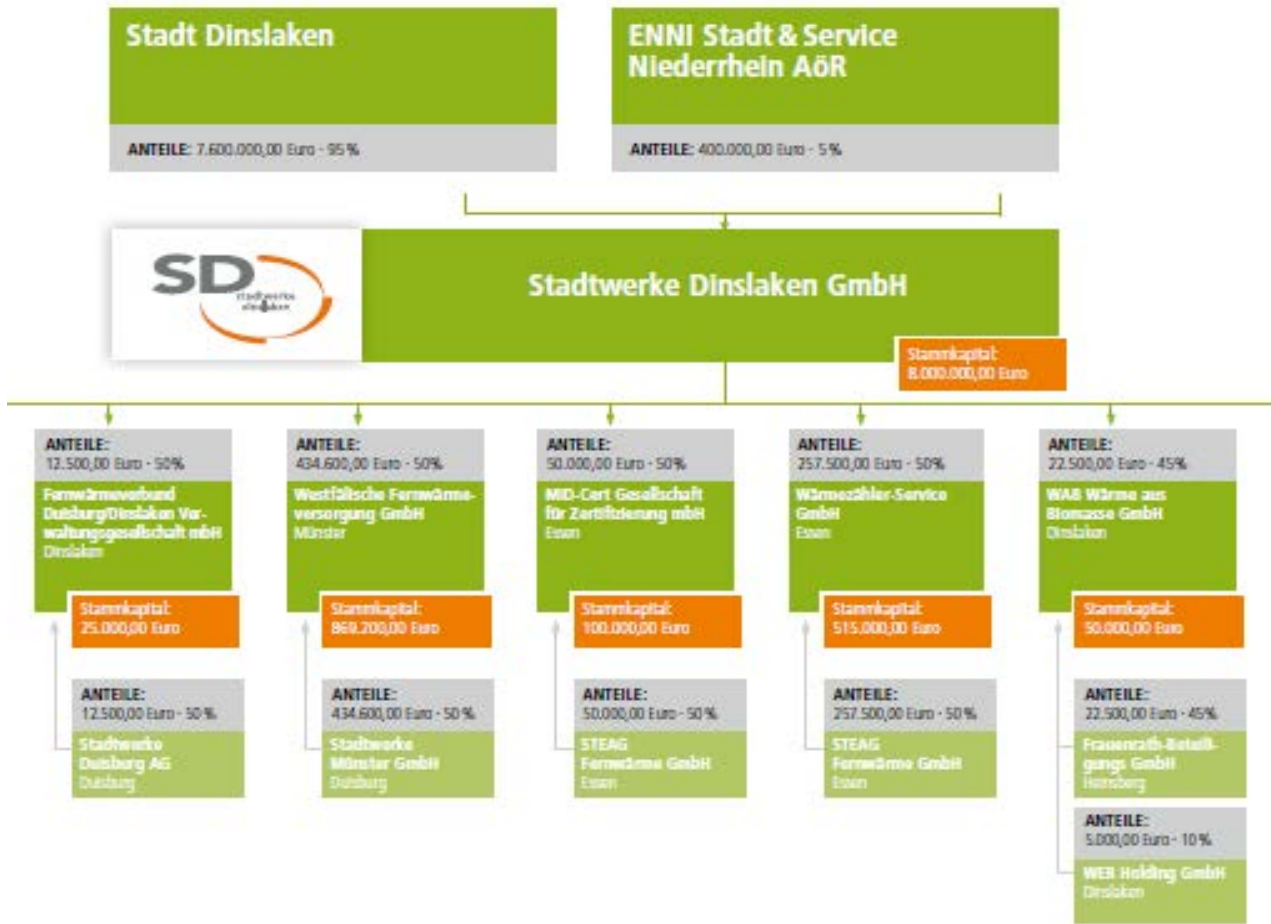 Stadt Dinslaken
ANTEILE: 7.600.000,00 Euro - 95 %
ENNI Stadt & Service
Niederrhein AöR
ANTEILE: 400.000,00 Euro - 5 %
SD
stadtwerke
dinslaken
Stadtwerke Dinslaken GmbH
Stammkapital:
8.000.000,00 Euro
ANTEILE:
12.500,00 Euro - 50%
Fernwärmeverbund
Duisburg/Dinslaken Ver-
waltungsgesellschaft mbH
Dinslaken
Stammkapital:
25.000,00 Euro
ANTEILE:
12.500,00 Euro - 50 %
Stadtwerke
Duisburg AG
Duisburg
ANTEILE:
434.600,00 Euro - 50%
Westfälische Fernwärme-
versorgung GmbH
Münster
Stammkapital:
869.200,00 Euro
ANTEILE:
434.600,00 Euro - 50 %
Stadtwerke
Münster GmbH
Duisburg
ANTEILE:
50.000,00 Euro - 50%
MID-Cert Gesellschaft
für Zertifizierung mbH
Essen
Stammkapital:
100.000,00 Euro
ANTEILE:
50.000,00 Euro - 50 %
STEAG
Fernwärme GmbH
Essen
ANTEILE:
257.500,00 Euro - 50%
Wärmezähler-Service
GmbH
Essen
Stammkapital:
515.000,00 Euro
ANTEILE:
257.500,00 Euro - 50 %
STEAG
Fernwärme GmbH
Essen
ANTEILE:
22.500,00 Euro - 45%
WAB Wärme aus
Biomasse GmbH
Dinslaken
Stammkapital:
50.000,00 Euro
ANTEILE:
22.500,00 Euro - 45%
Frauenrath-Beteili-
gungs GmbH
Heinsberg
ANTEILE:
5.000,00 Euro - 10 %
WEB Holding GmbH
Dinslaken